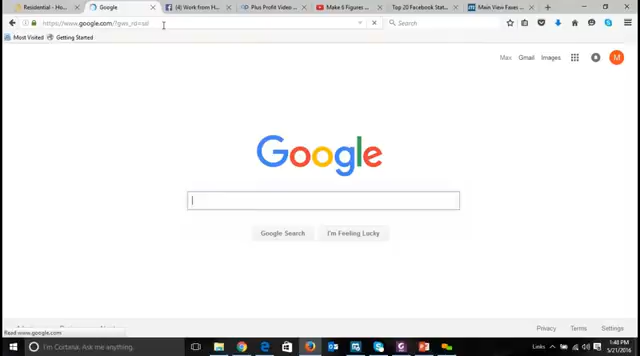 Residential - Ho...
Google
(4) Work from H...
Plus Profit Video ...
Make 6 Figures ...
Top 20 Facebook Stat...
Main View Faxes ...
https://www.google.com/?gws_rd=ssl
Search
Most Visited
Getting Started
Max
Gmail
Images
M
Google
Google Search
I'm Feeling Lucky
Privacy
Terms
Settings
Read www.google.com
I'm Cortana. Ask me anything.
Links
1:48 PM
5/21/2016